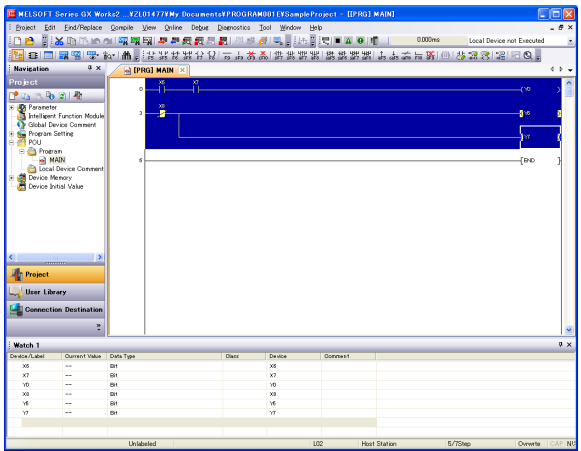 MELSOFT Series GX Works2 ...¥ZL01477¥My Documents¥PROGRAM001E¥SampleProject - [[PRG] MAIN]
Project Edit Find/Replace Compile View Online Debug Diagnostics Tool Window Help
0.000ms Local Device not Executed
Navigation
[PRG] MAIN
Project
Parameter
Intelligent Function Module
Global Device Comment
Program Setting
POU
Program
MAIN
Local Device Comment
Device Memory
Device Initial Value
Project
User Library
Connection Destination
X6 X7
0 Y0
3
Y7
END
Watch 1
Device/Label Current Value Data Type Class Device Comment
X6 -- Bit X6
X7 -- Bit X7
Y0 -- Bit Y0
X8 -- Bit X8
Y6 -- Bit Y6
Y7 -- Bit Y7
Unlabeled L02 Host Station 5/7Step Ovrwrte CAP